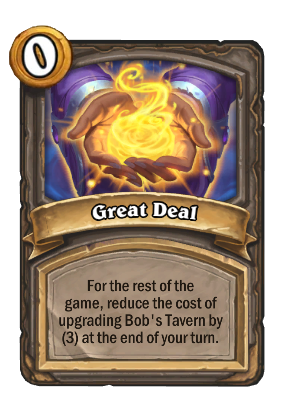 0
Great Deal
For the rest of the
game, reduce the cost of
upgrading Bob's Tavern by
(3) at the end of your turn.